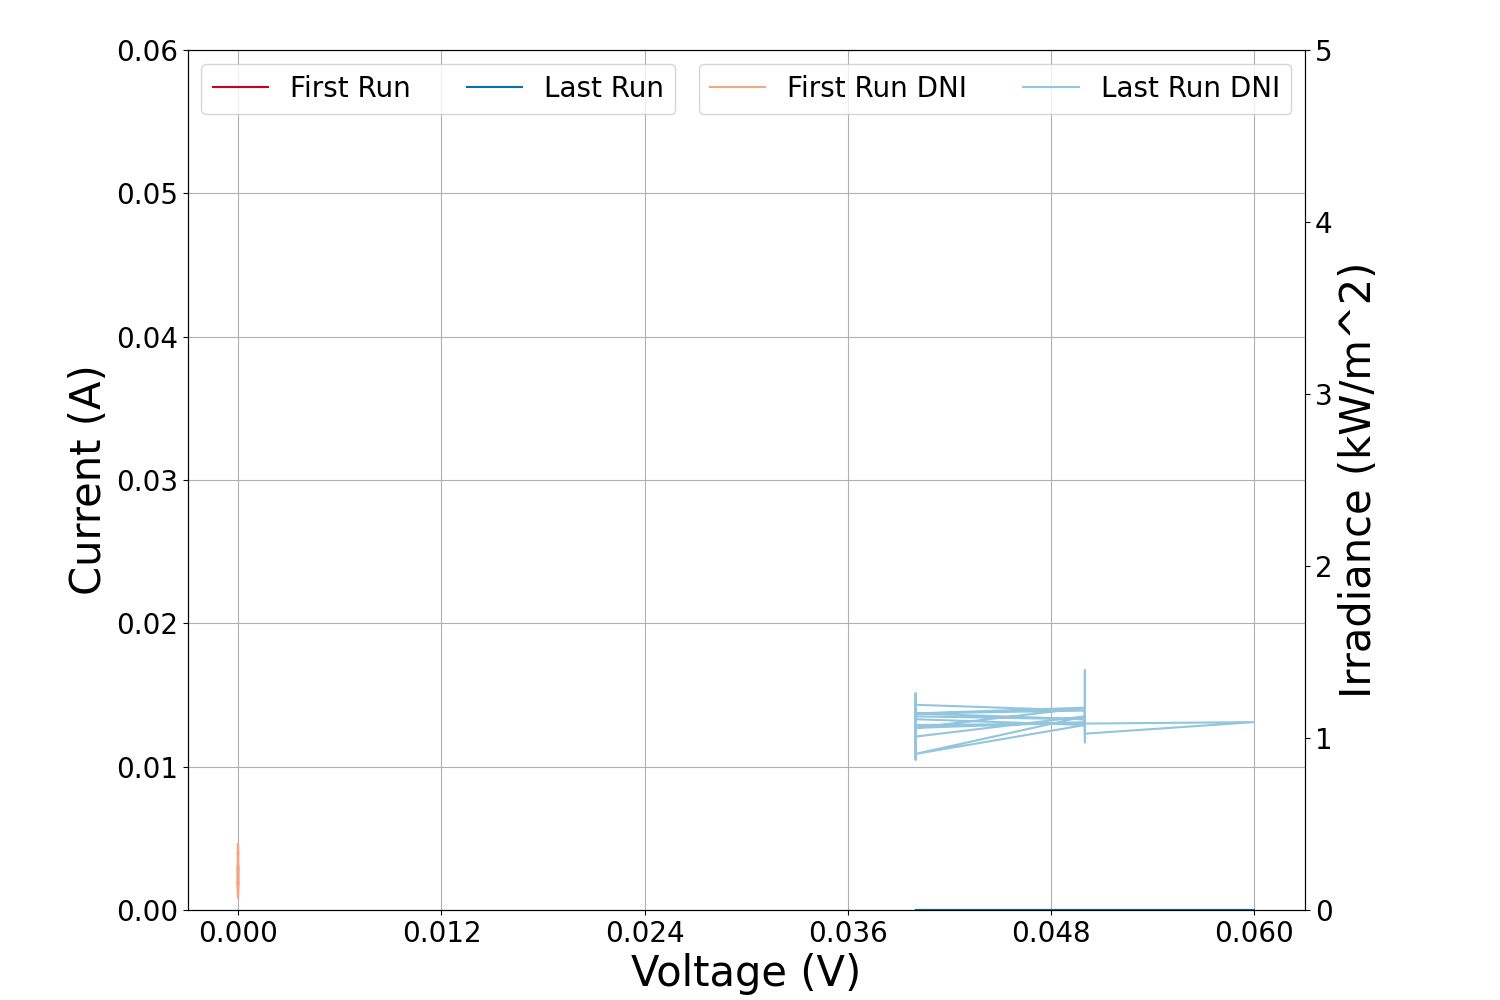 First Run
Last Run
First Run DNI
Last Run DNI
0.06
0.05
0.04
0.03
0.02
0.01
0.00
Current (A)
5
4
3
2
1
0
Irradiance (kW/m^2)
0.000
0.012
0.024
0.036
0.048
0.060
Voltage (V)